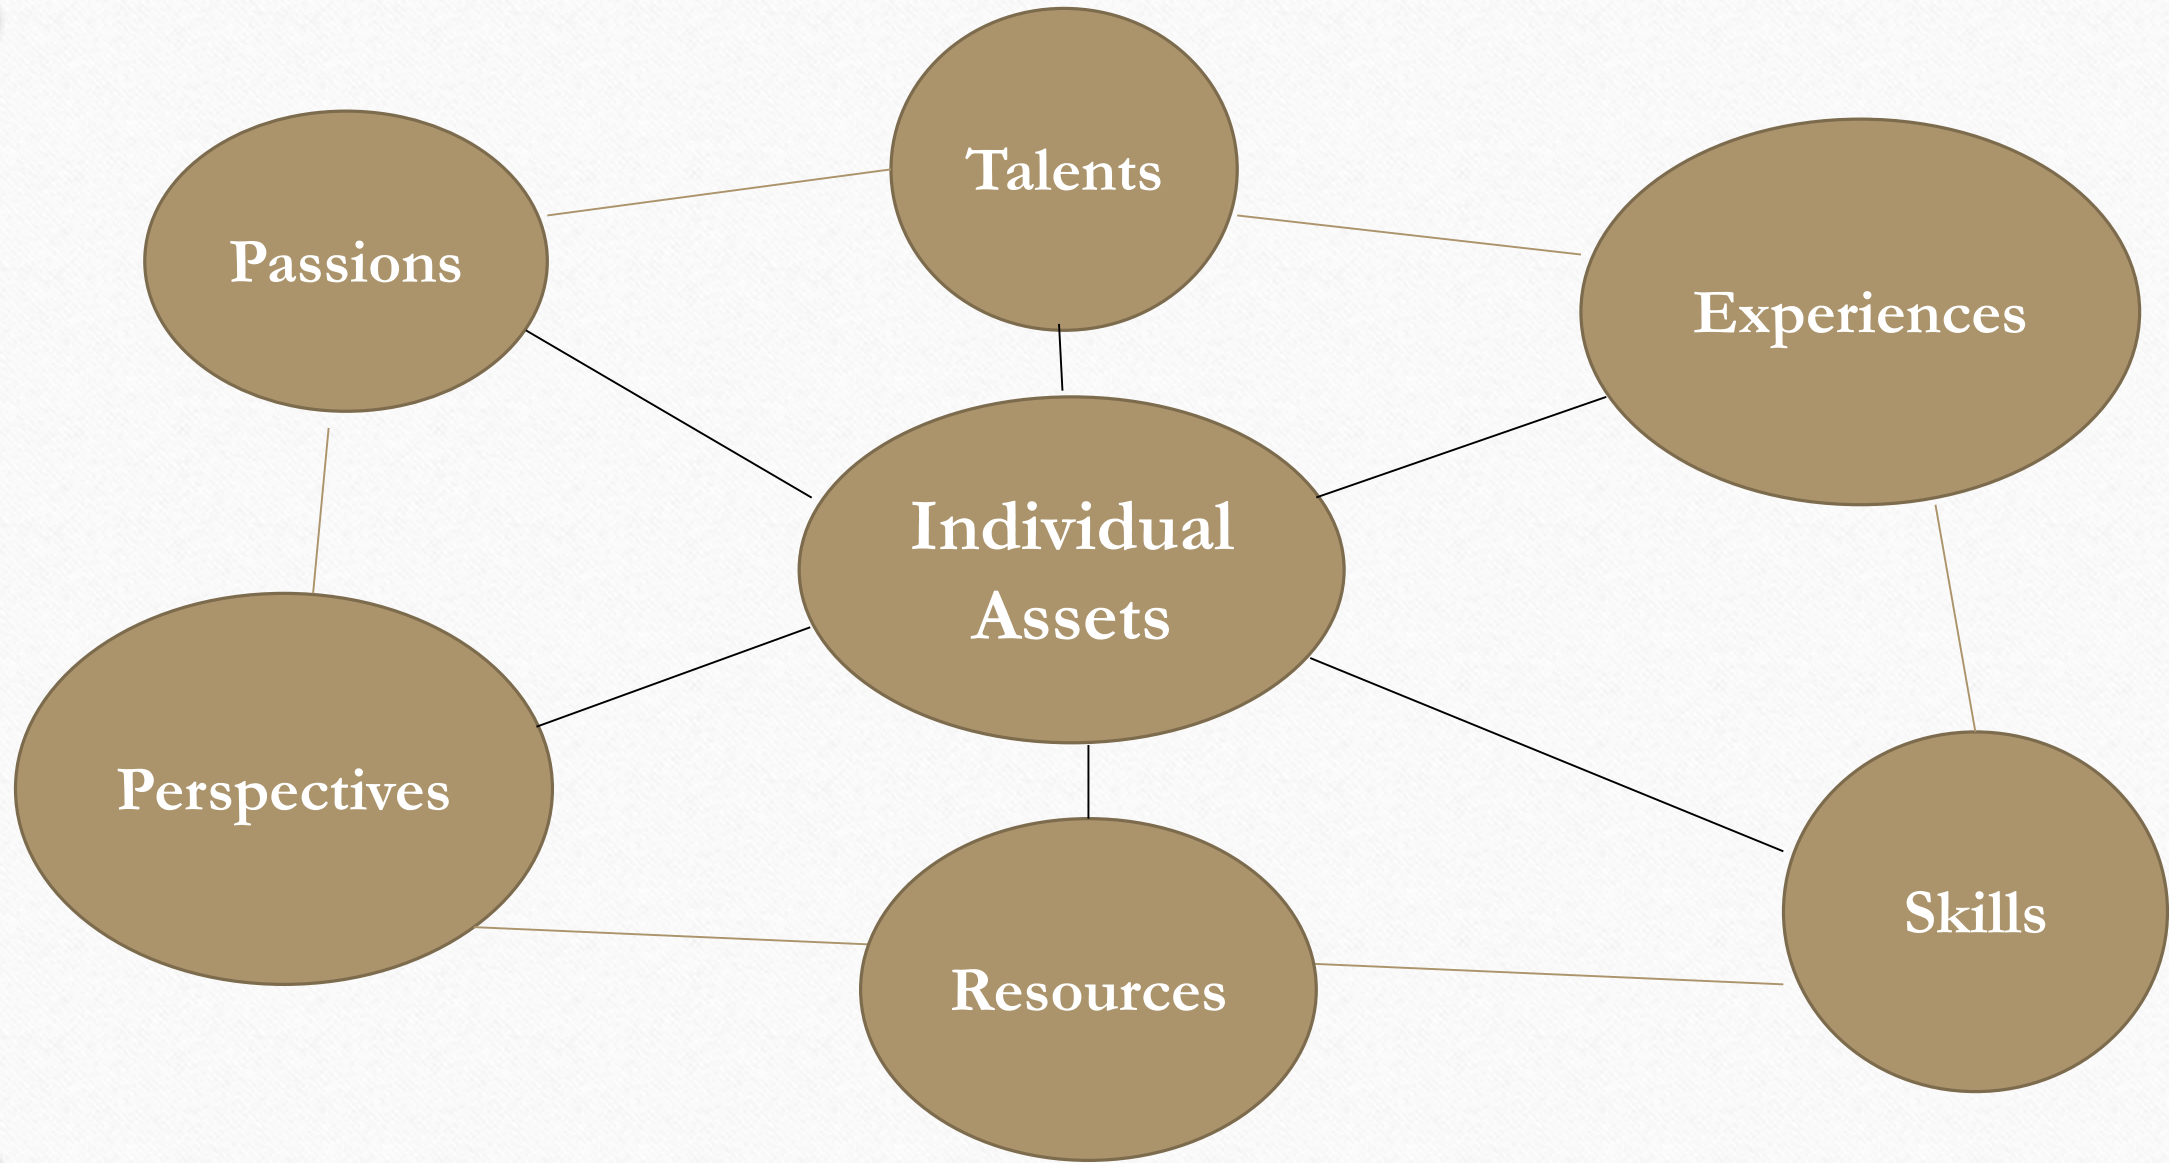 Talents
Passions
Experiences
Individual
Assets
Perspectives
Skills
Resources